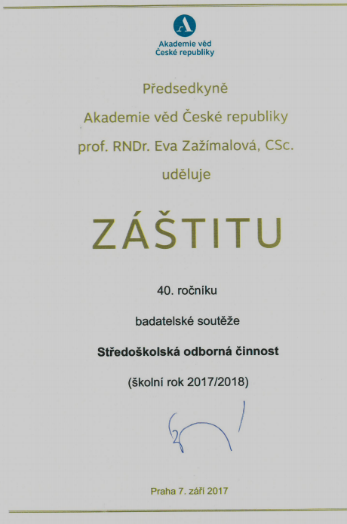 Akademie věd
České republiky
Předsedkyně
Akademie věd České republiky
prof. RNDr. Eva Zažímalová, CSc.
uděluje
ZÁŠTITU
40. ročníku
badatelské soutěže
Středoškolská odborná činnost
(školní rok 2017/2018)
Praha 7. září 2017